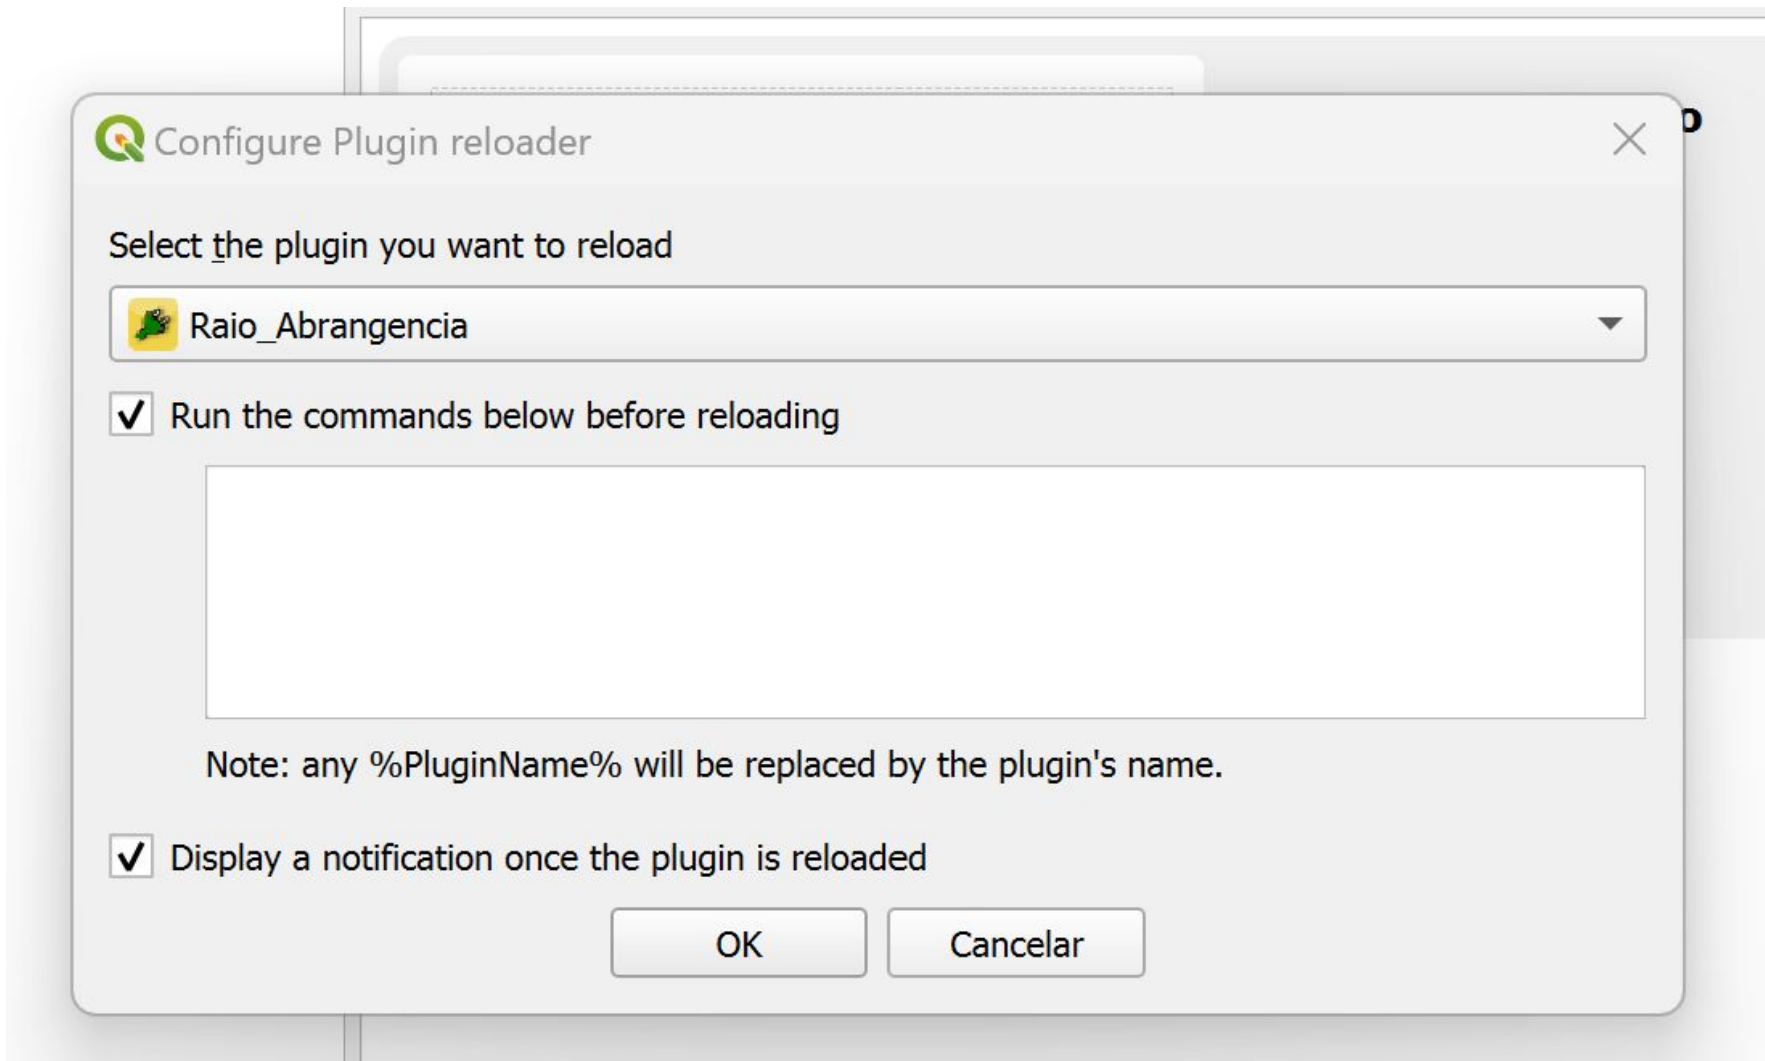 Configure Plugin reloader
Select the plugin you want to reload
Raio_Abrangencia
Run the commands below before reloading
Note: any %PluginName% will be replaced by the plugin's name.
Display a notification once the plugin is reloaded
OK
Cancelar